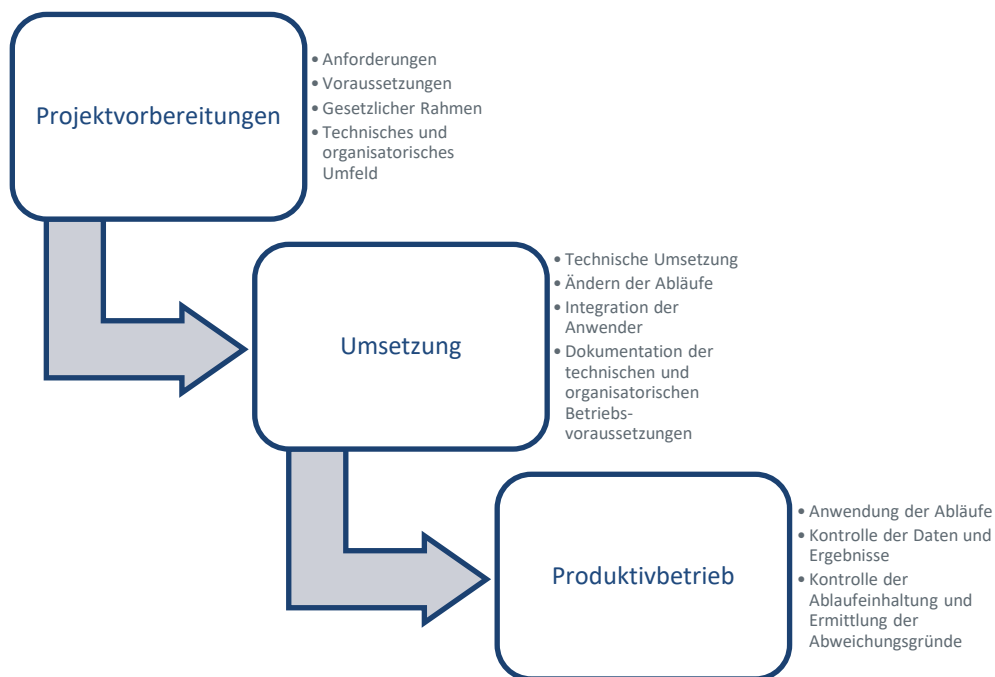 Projektvorbereitungen
• Anforderungen
• Voraussetzungen
• Gesetzlicher Rahmen
• Technisches und
organisatorisches
Umfeld
Umsetzung
• Technische Umsetzung
• Ändern der Abläufe
• Integration der
Anwender
• Dokumentation der
technischen und
organisatorischen
Betriebs-
voraussetzungen
Produktivbetrieb
• Anwendung der Abläufe
• Kontrolle der Daten und
Ergebnisse
• Kontrolle der
Ablaufeinhaltung und
Ermittlung der
Abweichungsgründe